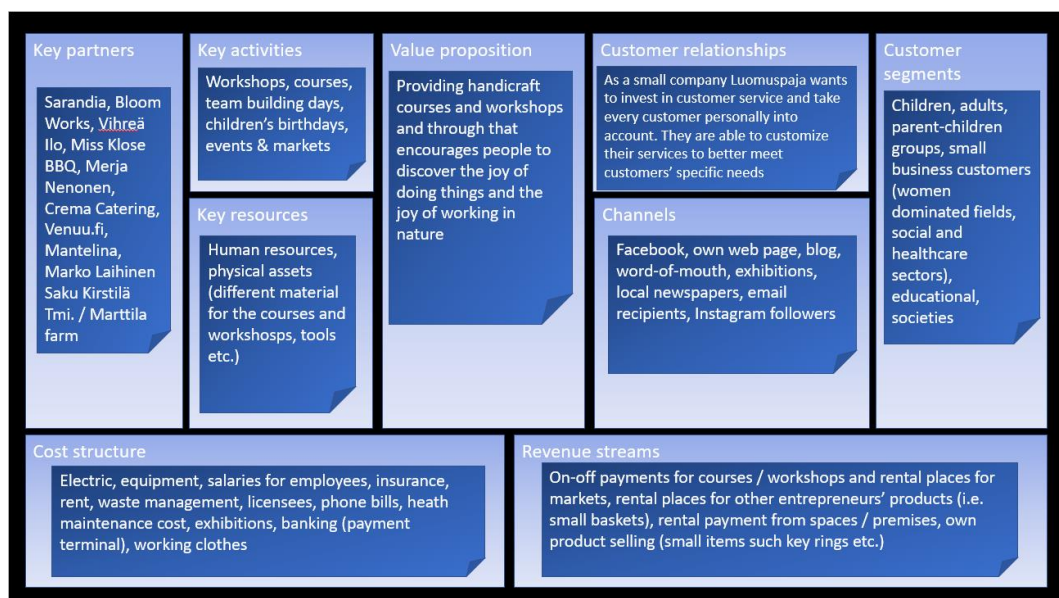 Key partners
Sarandia, Bloom
Works, Vihreä
Ilo, Miss Klose
BBQ, Merja
Nenonen,
Crema Catering,
Venuu.fi,
Mantelina,
Marko Laihinen
Saku Kirstilä
Tmi. / Marttila
farm
Key activities
Workshops, courses,
team building days,
children's birthdays,
events & markets
Key resources
Human resources,
physical assets
(different material
for the courses and
workshosps, tools
etc.)
Value proposition
Providing handicraft
courses and workshops
and through that
encourages people to
discover the joy of
doing things and the
joy of working in
nature
Customer relationships
As a small company Luomuspaja wants
to invest in customer service and take
every customer personally into
account. They are able to customize
their services to better meet
customers' specific needs
Channels
Facebook, own web page, blog,
word-of-mouth, exhibitions,
local newspapers, email
recipients, Instagram followers
Customer
segments
Children, adults,
parent-children
groups, small
business customers
(women
dominated fields,
social and
healthcare
sectors),
educational,
societies
Cost structure
Electric, equipment, salaries for employees, insurance,
rent, waste management, licensees, phone bills, heath
maintenance cost, exhibitions, banking (payment
terminal), working clothes
Revenue streams
On-off payments for courses / workshops and rental places for
markets, rental places for other entrepreneurs' products (i.e.
small baskets), rental payment from spaces / premises, own
product selling (small items such key rings etc.)